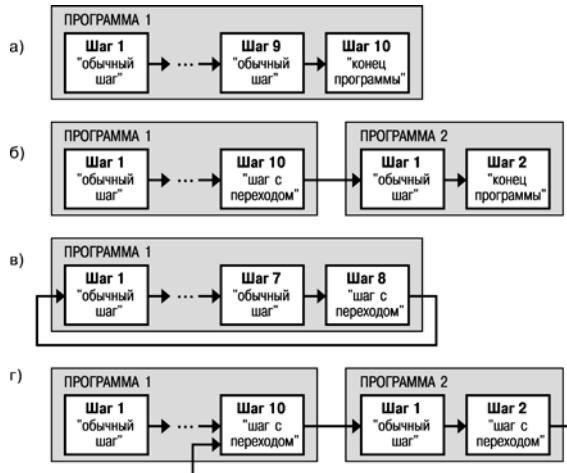 а)
ПРОГРАММА 1
Шаг 1
"обычный
шаг"
...
Шаг 9
"обычный
шаг"
Шаг 10
"конец
программы"
б)
ПРОГРАММА 1
Шаг 1
"обычный
шаг"
...
Шаг 10
"шаг с
переходом"
ПРОГРАММА 2
Шаг 1
"обычный
шаг"
Шаг 2
"конец
программы"
в)
ПРОГРАММА 1
Шаг 1
"обычный
шаг"
...
Шаг 7
"обычный
шаг"
Шаг 8
"шаг с
переходом"
г)
ПРОГРАММА 1
Шаг 1
"обычный
шаг"
...
Шаг 10
"шаг с
переходом"
ПРОГРАММА 2
Шаг 1
"обычный
шаг"
Шаг 2
"шаг с
переходом"